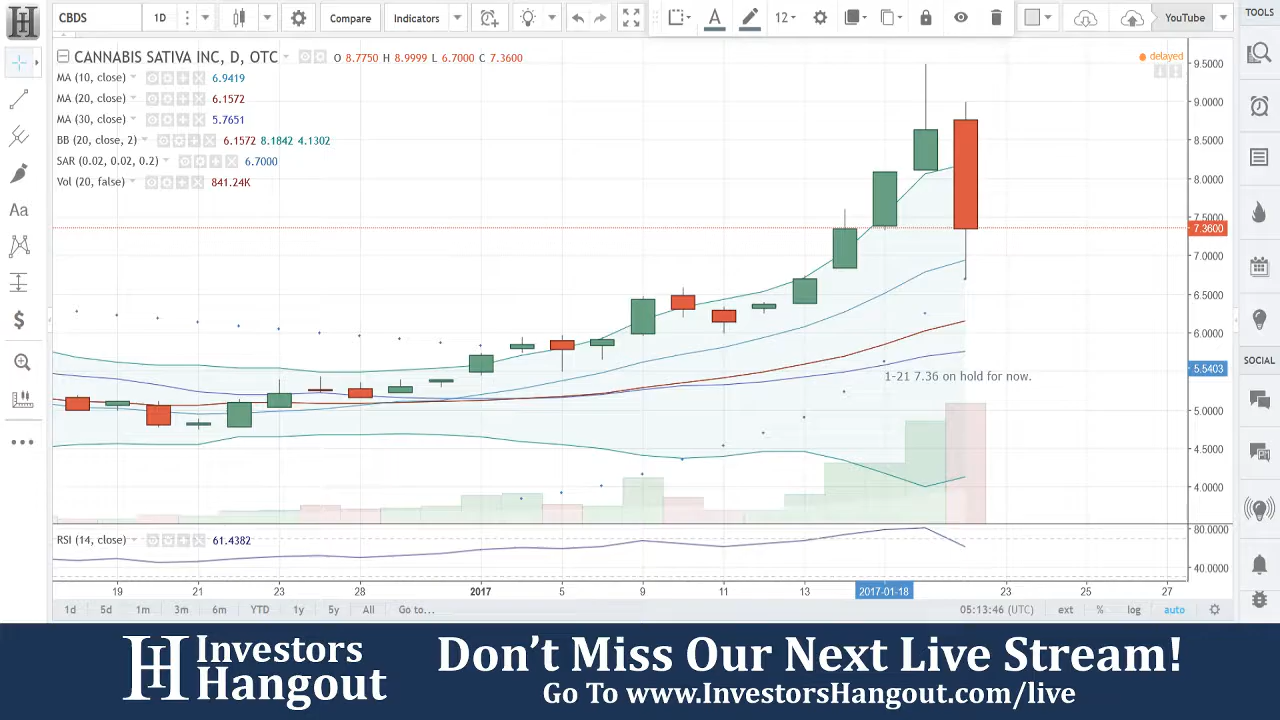 CBDS 1D Compare Indicators A 12 YouTube TOOLS
CANNABIS SATIVA INC, D, OTC O 8.7750 H 8.9999 L 6.7000 C 7.3600 delayed
MA (10, close) 6.9419
MA (20, close) 6.1572
MA (30, close) 5.7651
BB (20, close, 2) 6.1572 8.1842 4.1302
SAR (0.02, 0.02, 0.2) 6.7000
Vol (20, false) 841.24K
Aa
$
9.5000
9.0000
8.5000
8.0000
7.5000
7.3600
7.0000
6.5000
6.0000
5.5403
5.0000
4.5000
4.0000
1-21 7.36 on hold for now.
SOCIAL
RSI (14, close) 61.4382
80.0000
40.0000
19 21 23 28 2017 5 9 11 13 2017-01-18 23 25 27
1d 5d 1m 3m 6m YTD 1y 5y All Go to... 05:13:46 (UTC) ext % log auto
H Investors Hangout
Don't Miss Our Next Live Stream!
Go To www.InvestorsHangout.com/live